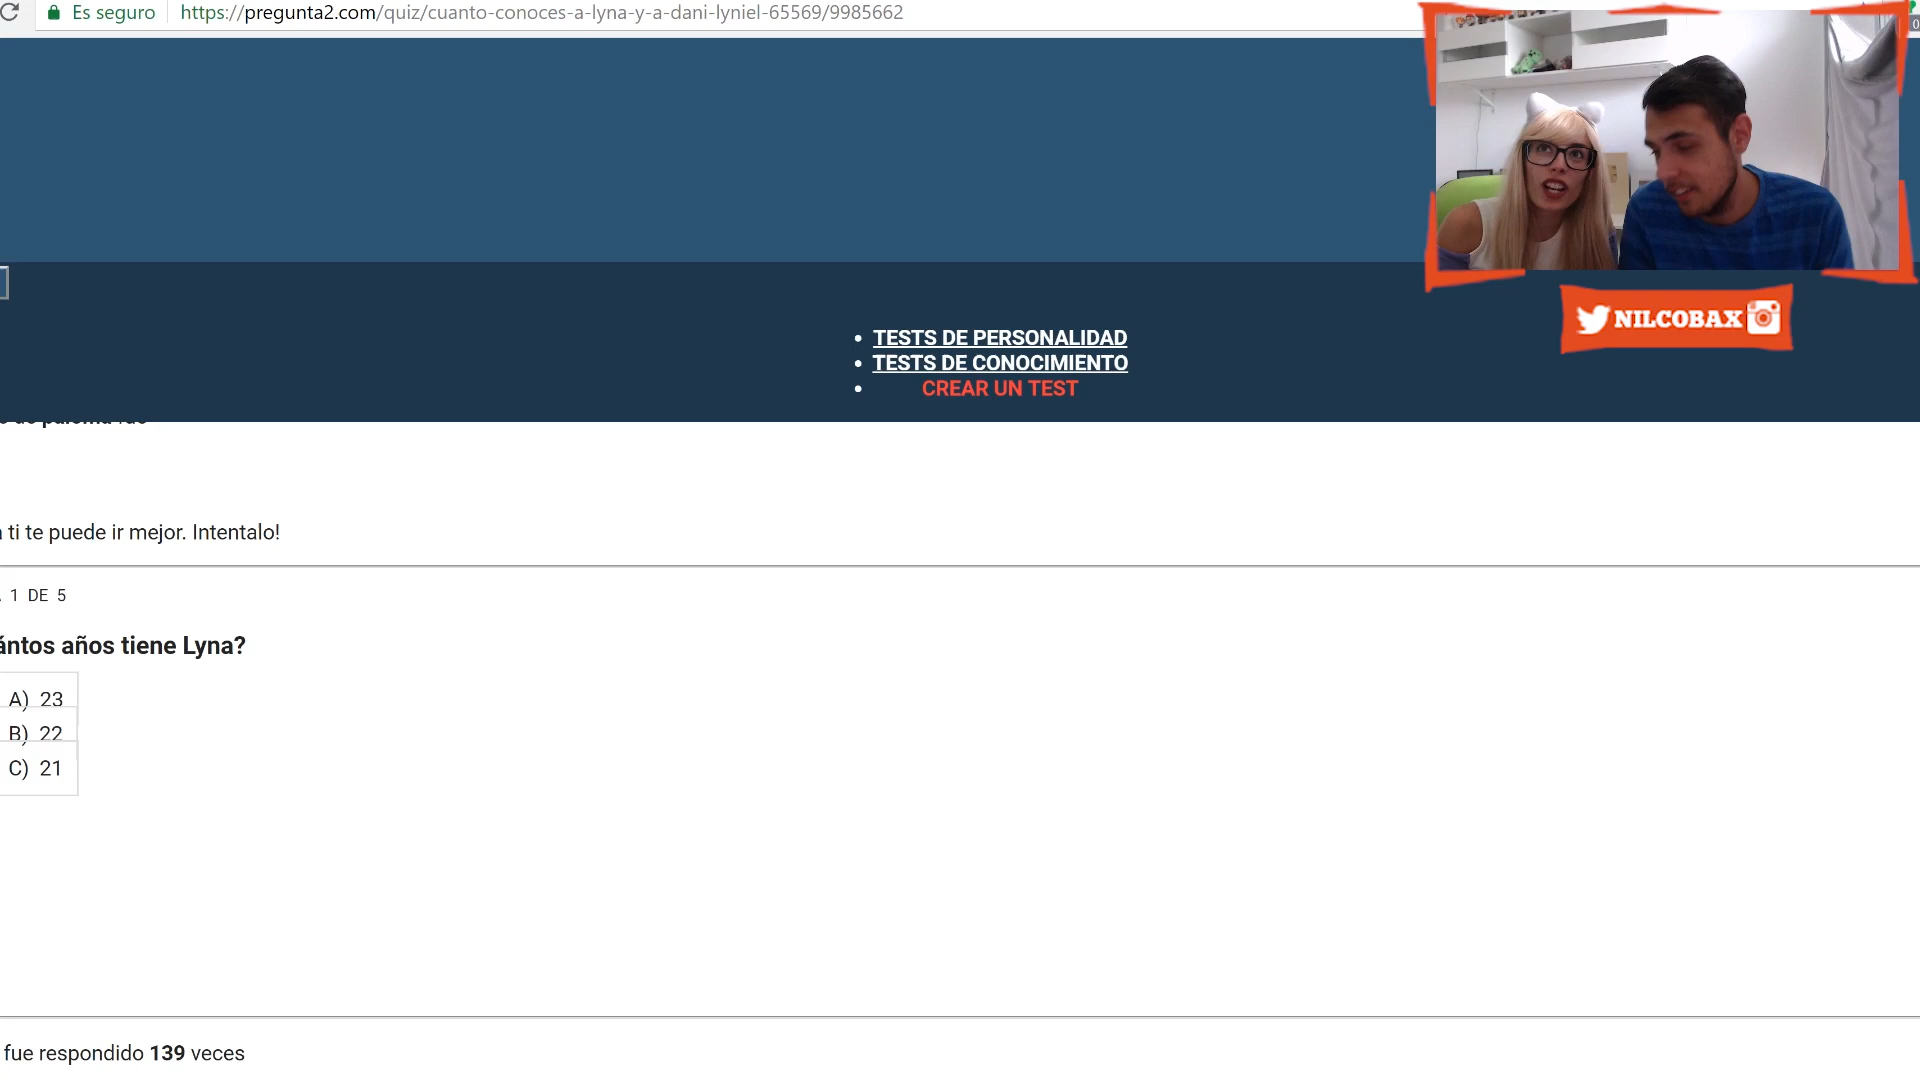 Es seguro https://pregunta2.com/quiz/cuanto-conoces-a-lyna-y-a-dani-lyniel-65569/9985662
NILCOBAX
TESTS DE PERSONALIDAD
TESTS DE CONOCIMIENTO
CREAR UN TEST
ti te puede ir mejor. Intentalo!
1 DE 5
ántos años tiene Lyna?
A) 23
B) 22
C) 21
fue respondido 139 veces